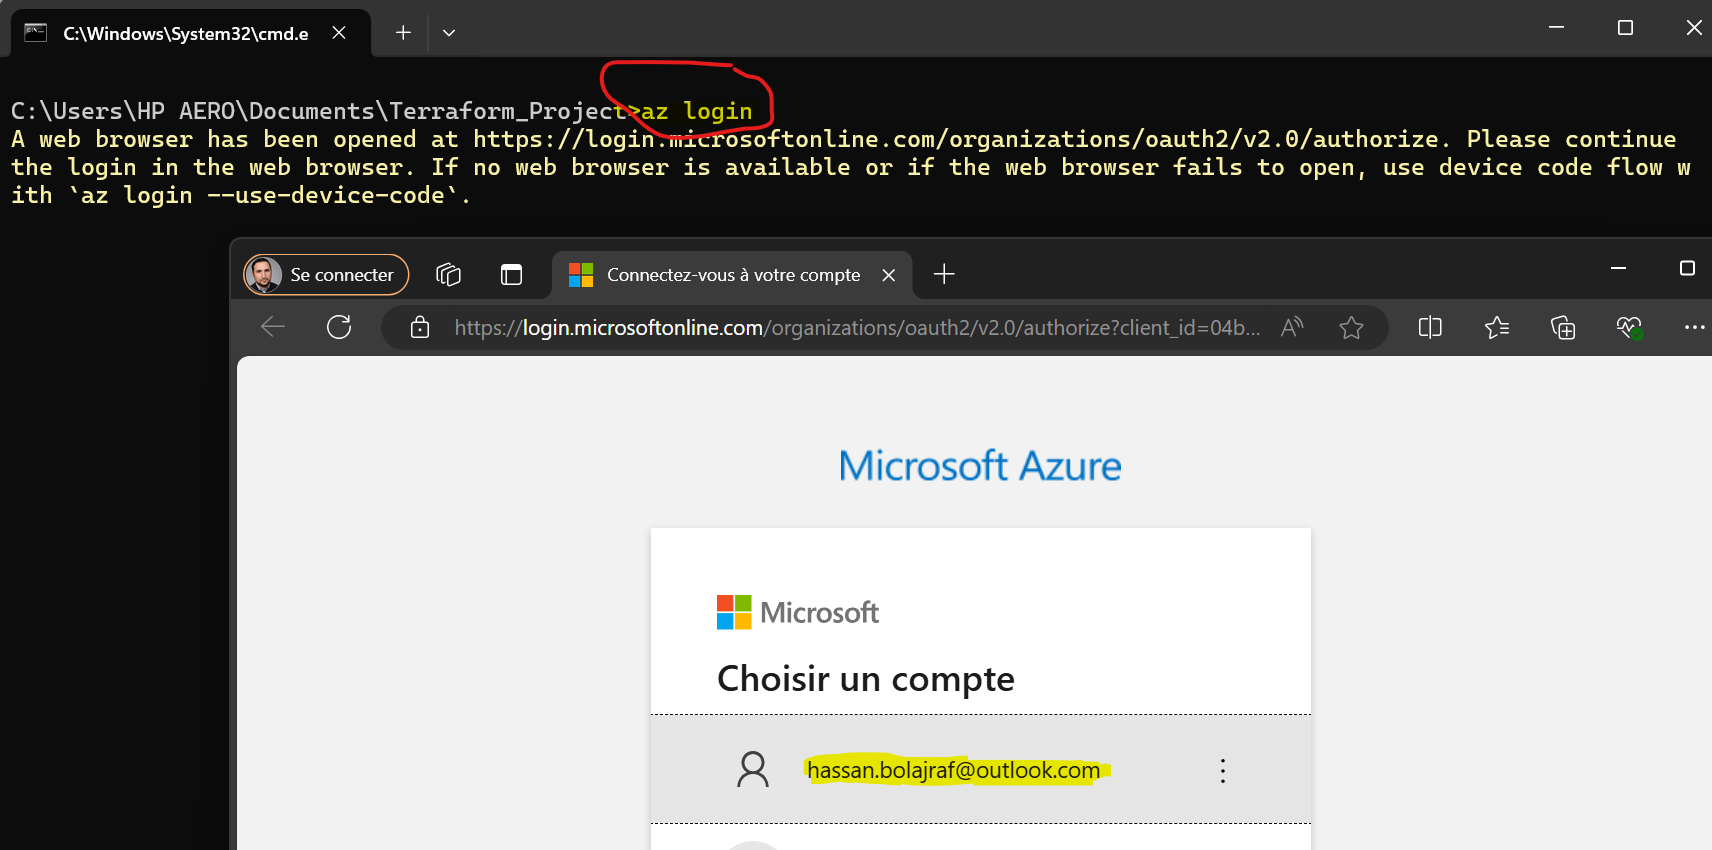 C:\Windows\System32\cmd.e
C:\Users\HP AERO\Documents\Terraform_Project>az login
A web browser has been opened at https://login.microsoftonline.com/organizations/oauth2/v2.0/authorize. Please continue
the login in the web browser. If no web browser is available or if the web browser fails to open, use device code flow w
ith `az login --use-device-code`.
Se connecter
Connectez-vous à votre compte
https://login.microsoftonline.com/organizations/oauth2/v2.0/authorize?client_id=04b...
Microsoft Azure
Microsoft
Choisir un compte
hassan.bolajraf@outlook.com